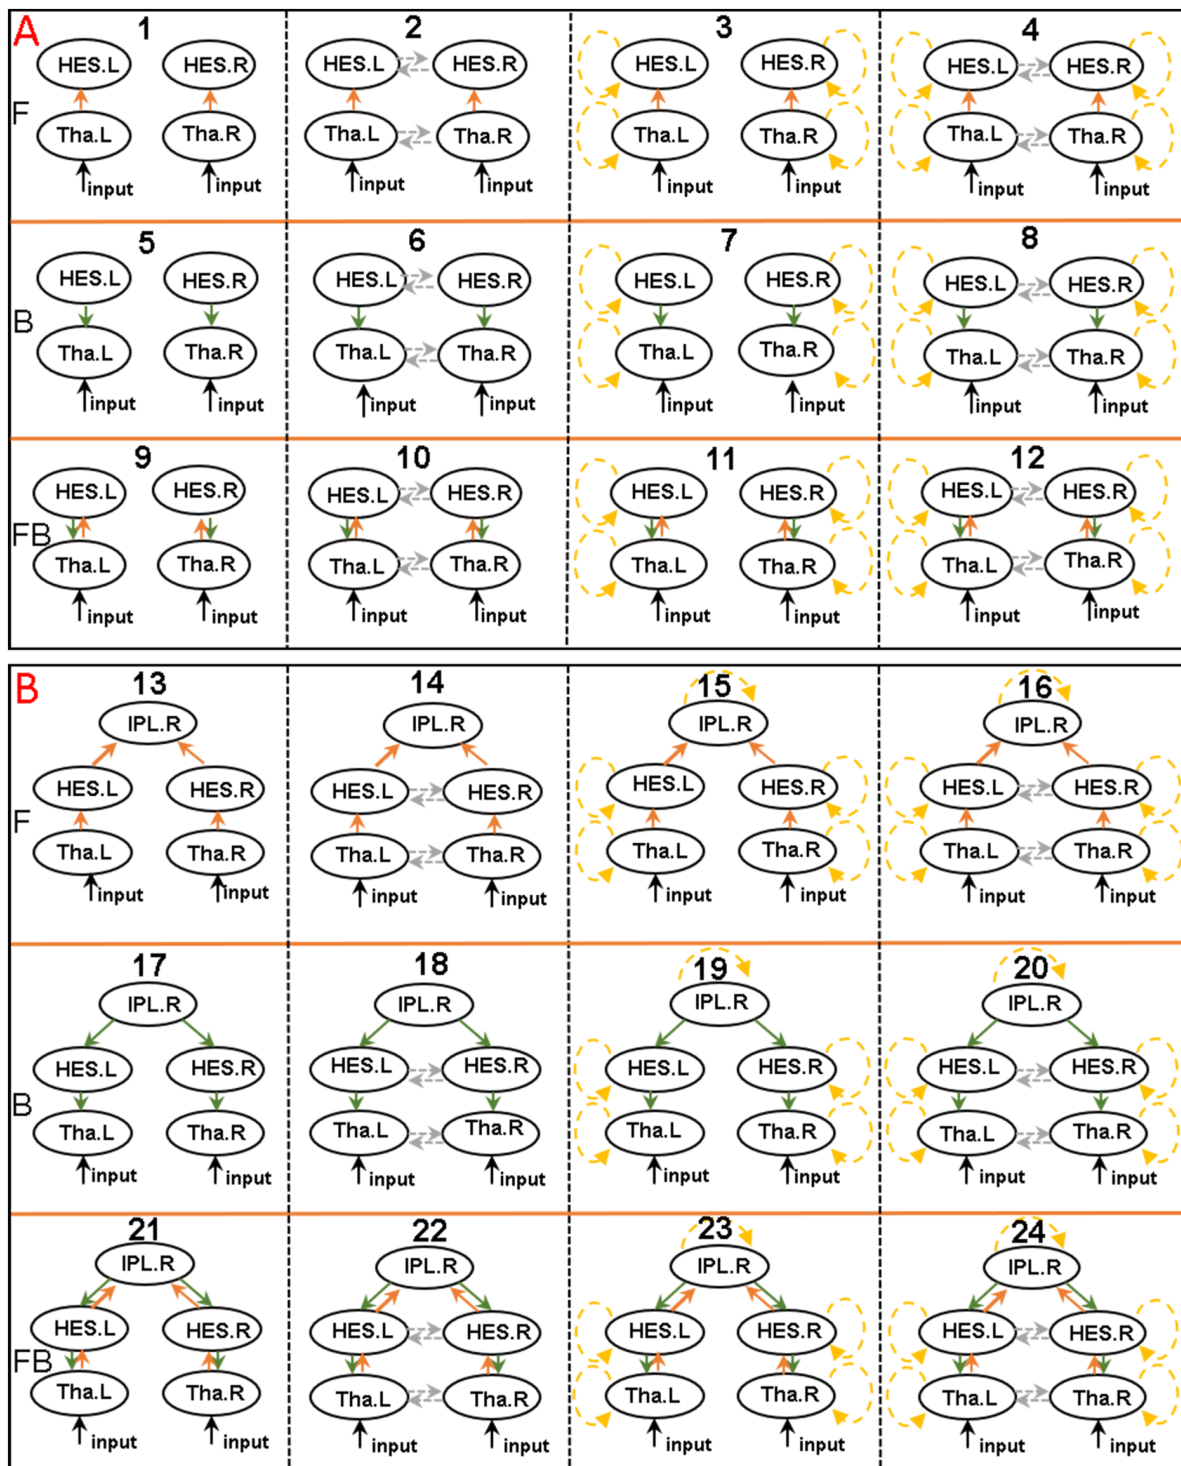 A
1 2 3 4
HES.L HES.R HES.L HES.R HES.L HES.R HES.L HES.R
F
Tha.L Tha.R Tha.L Tha.R Tha.L Tha.R Tha.L Tha.R
input input input input input input input input
5 6 7 8
HES.L HES.R HES.L HES.R HES.L HES.R HES.L HES.R
B
Tha.L Tha.R Tha.L Tha.R Tha.L Tha.R Tha.L Tha.R
input input input input input input input input
9 10 11 12
HES.L HES.R HES.L HES.R HES.L HES.R HES.L HES.R
FB
Tha.L Tha.R Tha.L Tha.R Tha.L Tha.R Tha.L Tha.R
input input input input input input input input
B
13 14 15 16
IPL.R IPL.R IPL.R IPL.R
HES.L HES.R HES.L HES.R HES.L HES.R HES.L HES.R
F
Tha.L Tha.R Tha.L Tha.R Tha.L Tha.R Tha.L Tha.R
input input input input input input input input
17 18 19 20
IPL.R IPL.R IPL.R IPL.R
HES.L HES.R HES.L HES.R HES.L HES.R HES.L HES.R
B
Tha.L Tha.R Tha.L Tha.R Tha.L Tha.R Tha.L Tha.R
input input input input input input input input
21 22 23 24
IPL.R IPL.R IPL.R IPL.R
HES.L HES.R HES.L HES.R HES.L HES.R HES.L HES.R
FB
Tha.L Tha.R Tha.L Tha.R Tha.L Tha.R Tha.L Tha.R
input input input input input input input input